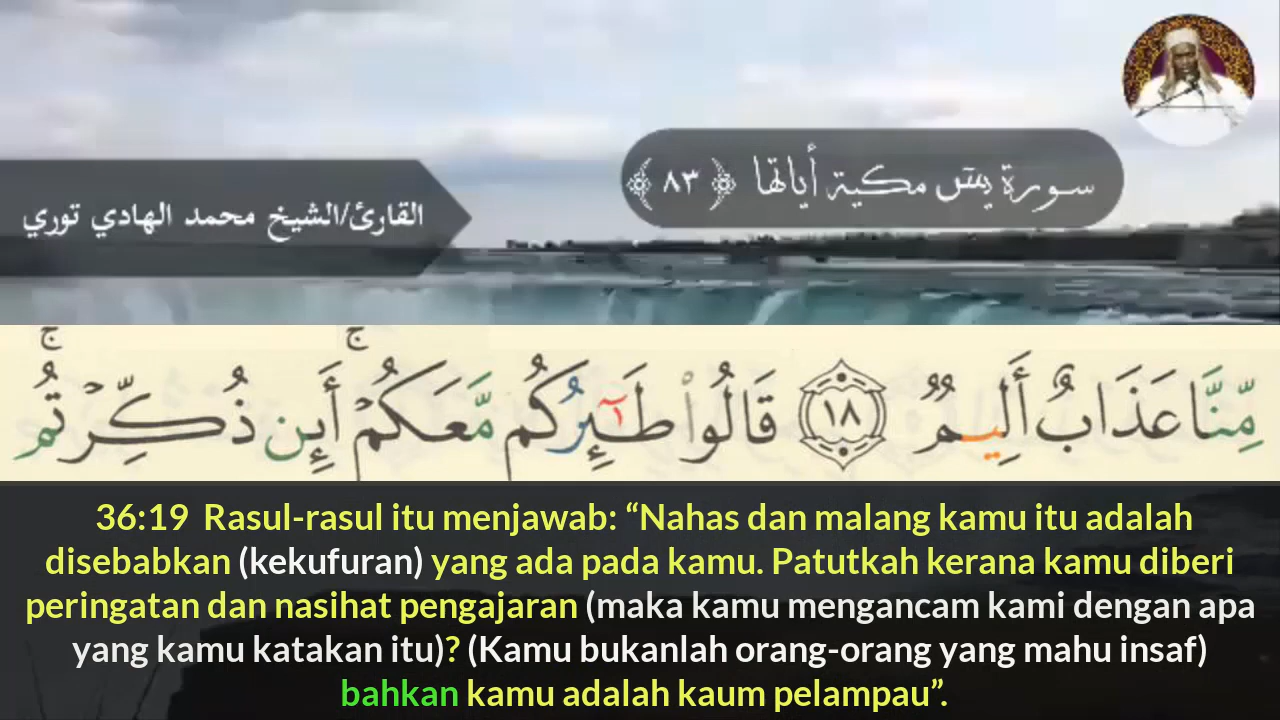 سورة يس مكية أياتها ﴿٨٣﴾
القارئ/الشيخ محمد الهادي توري
مِّنَّا عَذَابٌ أَلِيمٌ ١٨ قَالُوا۟ طَـٰٓئِرُكُم مَّعَكُمْ ۚ أَئِن ذُكِّرْتُم ۚ
36:19 Rasul-rasul itu menjawab: “Nahas dan malang kamu itu adalah
disebabkan (kekufuran) yang ada pada kamu. Patutkah kerana kamu diberi
peringatan dan nasihat pengajaran (maka kamu mengancam kami dengan apa
yang kamu katakan itu)? (Kamu bukanlah orang-orang yang mahu insaf)
bahkan kamu adalah kaum pelampau”.